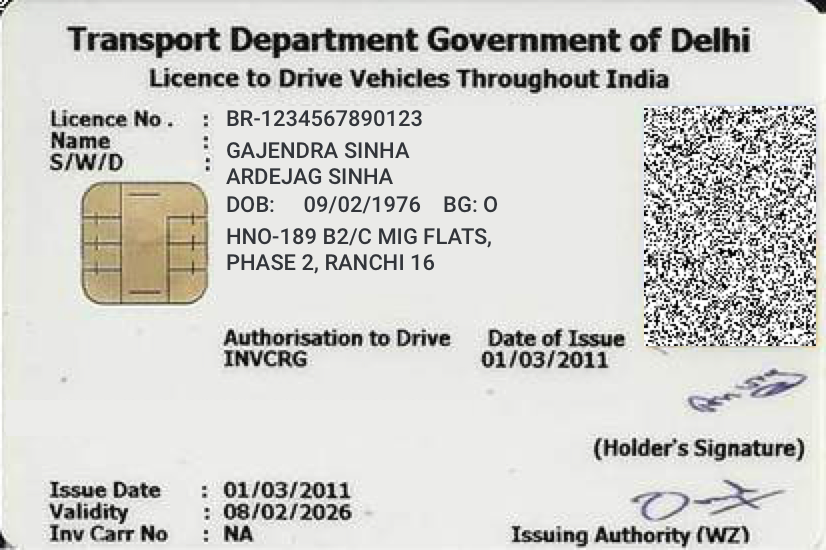 Transport Department Government of Delhi
Licence to Drive Vehicles Throughout India
Licence No . : BR-1234567890123
Name : GAJENDRA SINHA
S/W/D : ARDEJAG SINHA
DOB: 09/02/1976 BG: O
HNO-189 B2/C MIG FLATS,
PHASE 2, RANCHI 16
Authorisation to Drive Date of Issue
INVCRG 01/03/2011
(Holder's Signature)
Issue Date : 01/03/2011
Validity : 08/02/2026
Inv Carr No : NA Issuing Authority (WZ)